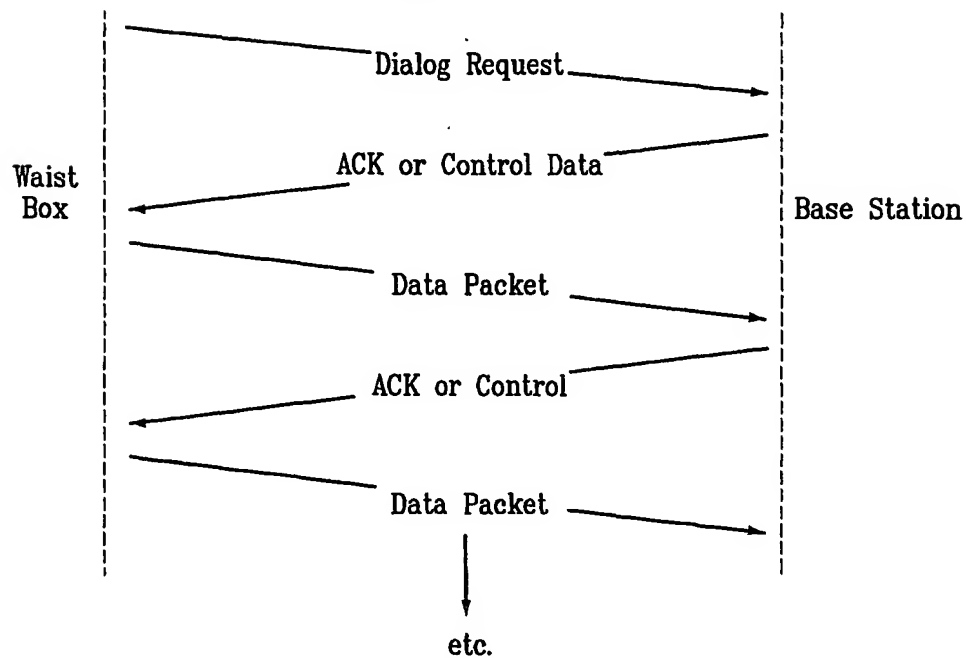 Dialog Request
ACK or Control Data
Waist
Box
Base Station
Data Packet
ACK or Control
Data Packet
etc.